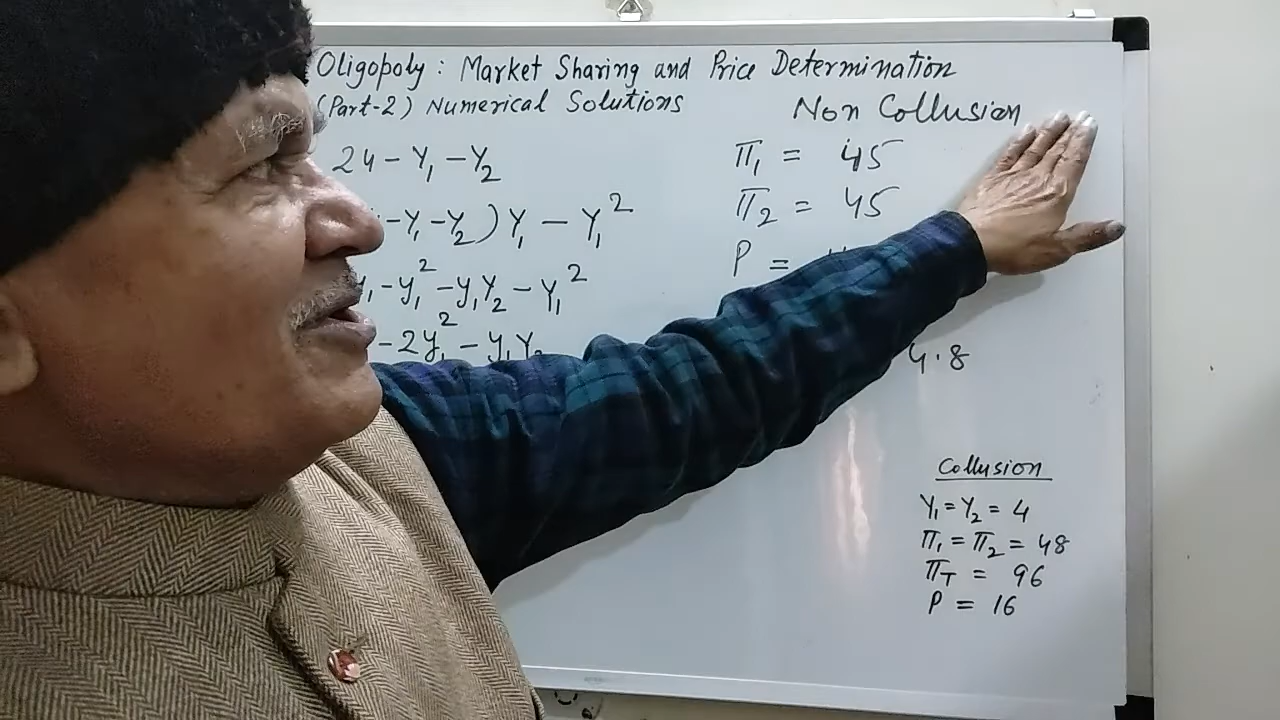 Oligopoly : Market Sharing and Price Determination
(Part-2) Numerical Solutions
Non Collusion
24 - Y₁ - Y₂
- Y₁ - Y₂ ) Y₁ - Y₁²
Y₁ - y₁² - y₁Y₂ - Y₁²
- 2y₁² - y₁Y₂
π₁ = 45
π₂ = 45
P =
4.8
Collusion
Y₁ = Y₂ = 4
π₁ = π₂ = 48
π_T = 96
P = 16